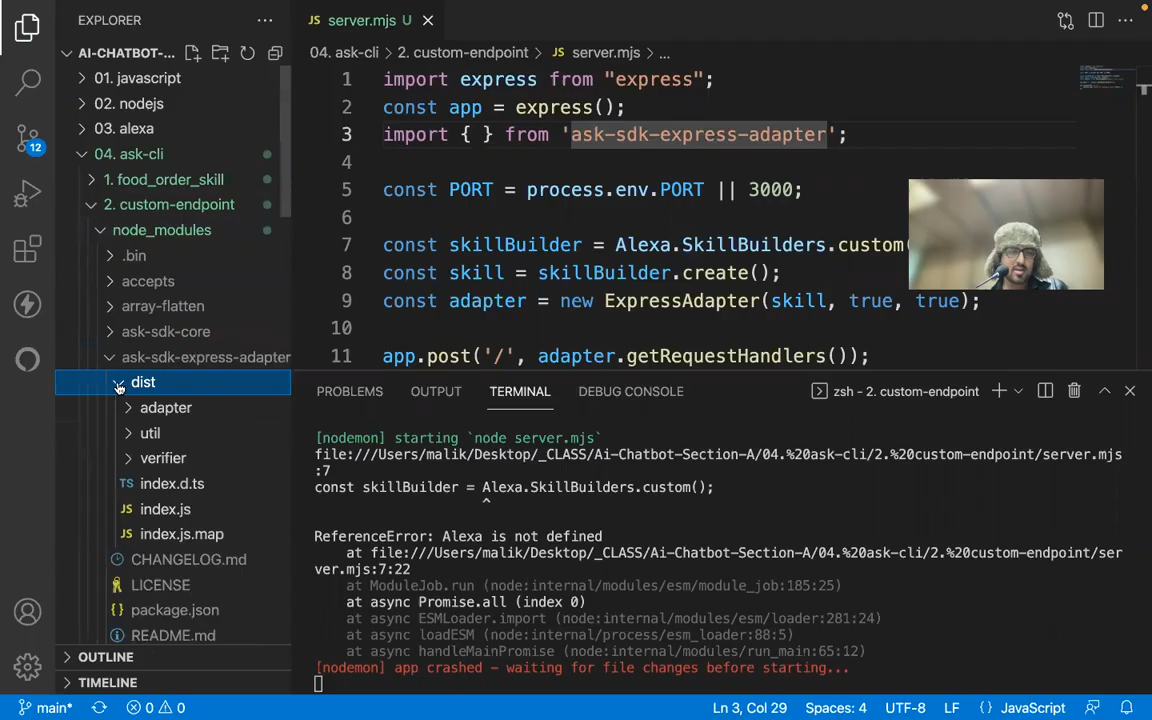 EXPLORER
AI-CHATBOT-...
01. javascript
02. nodejs
03. alexa
04. ask-cli
1. food_order_skill
2. custom-endpoint
node_modules
.bin
accepts
array-flatten
ask-sdk-core
ask-sdk-express-adapter
dist
adapter
util
verifier
TS index.d.ts
JS index.js
JS index.js.map
CHANGELOG.md
LICENSE
{} package.json
README.md
OUTLINE
TIMELINE
12
JS server.mjs U
04. ask-cli > 2. custom-endpoint > JS server.mjs > ...
1 import express from "express";
2 const app = express();
3 import { } from 'ask-sdk-express-adapter';
4
5 const PORT = process.env.PORT || 3000;
6
7 const skillBuilder = Alexa.SkillBuilders.custom(
8 const skill = skillBuilder.create();
9 const adapter = new ExpressAdapter(skill, true, true);
10
11 app.post('/', adapter.getRequestHandlers());
PROBLEMS OUTPUT TERMINAL DEBUG CONSOLE zsh - 2. custom-endpoint
[nodemon] starting `node server.mjs`
file:///Users/malik/Desktop/_CLASS/Ai-Chatbot-Section-A/04.%20ask-cli/2.%20custom-endpoint/server.mjs
:7
const skillBuilder = Alexa.SkillBuilders.custom();
^
ReferenceError: Alexa is not defined
at file:///Users/malik/Desktop/_CLASS/Ai-Chatbot-Section-A/04.%20ask-cli/2.%20custom-endpoint/ser
ver.mjs:7:22
at ModuleJob.run (node:internal/modules/esm/module_job:185:25)
at async Promise.all (index 0)
at async ESMLoader.import (node:internal/modules/esm/loader:281:24)
at async loadESM (node:internal/process/esm_loader:88:5)
at async handleMainPromise (node:internal/modules/run_main:65:12)
[nodemon] app crashed - waiting for file changes before starting...
main* 0 0 Ln 3, Col 29 Spaces: 4 UTF-8 LF {} JavaScript